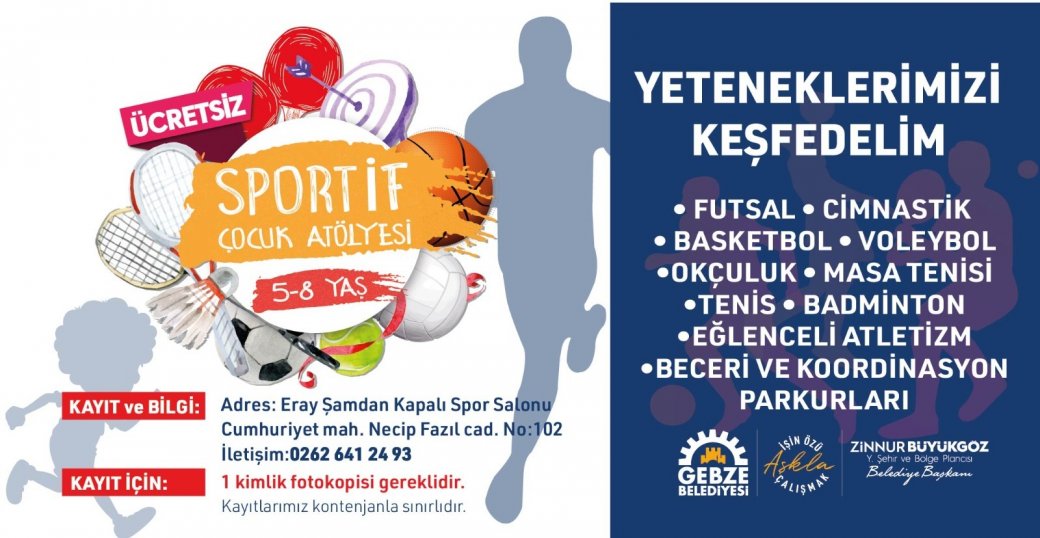 ÜCRETSİZ
SPORTİF
ÇOCUK ATÖLYESİ
5-8 YAŞ
KAYIT ve BİLGİ: Adres: Eray Şamdan Kapalı Spor Salonu
Cumhuriyet mah. Necip Fazıl cad. No:102
İletişim:0262 641 24 93
KAYIT İÇİN: 1 kimlik fotokopisi gereklidir.
Kayıtlarımız kontenjanla sınırlıdır.
YETENEKLERİMİZİ
KEŞFEDELİM
• FUTSAL • CİMNASTİK
• BASKETBOL • VOLEYBOL
•OKÇULUK • MASA TENİSİ
•TENİS • BADMINTON
•EĞLENCELİ ATLETİZM
•BECERİ VE KOORDİNASYON
PARKURLARI
GEBZE
BELEDİYESİ
İŞİN ÖZÜ
Aşkla
ÇALIŞMAK
ZİNNUR BÜYÜKGÖZ
Y. Şehir ve Bölge Plancısı
Belediye Başkanı